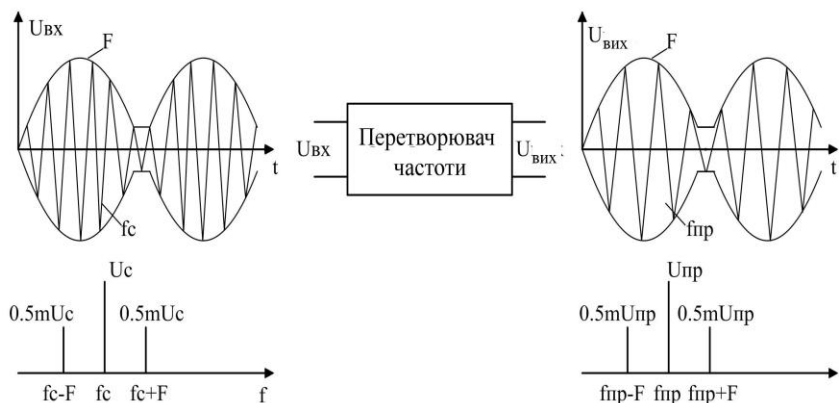 Uвх
F
t
fc
Uвх
Перетворювач
частоти
Uвих
Uвих
F
t
fпр
Uc
0.5mUc
0.5mUc
fc-F
fc
fc+F
f
Uпр
0.5mUпр
0.5mUпр
fпр-F
fпр
fпр+F